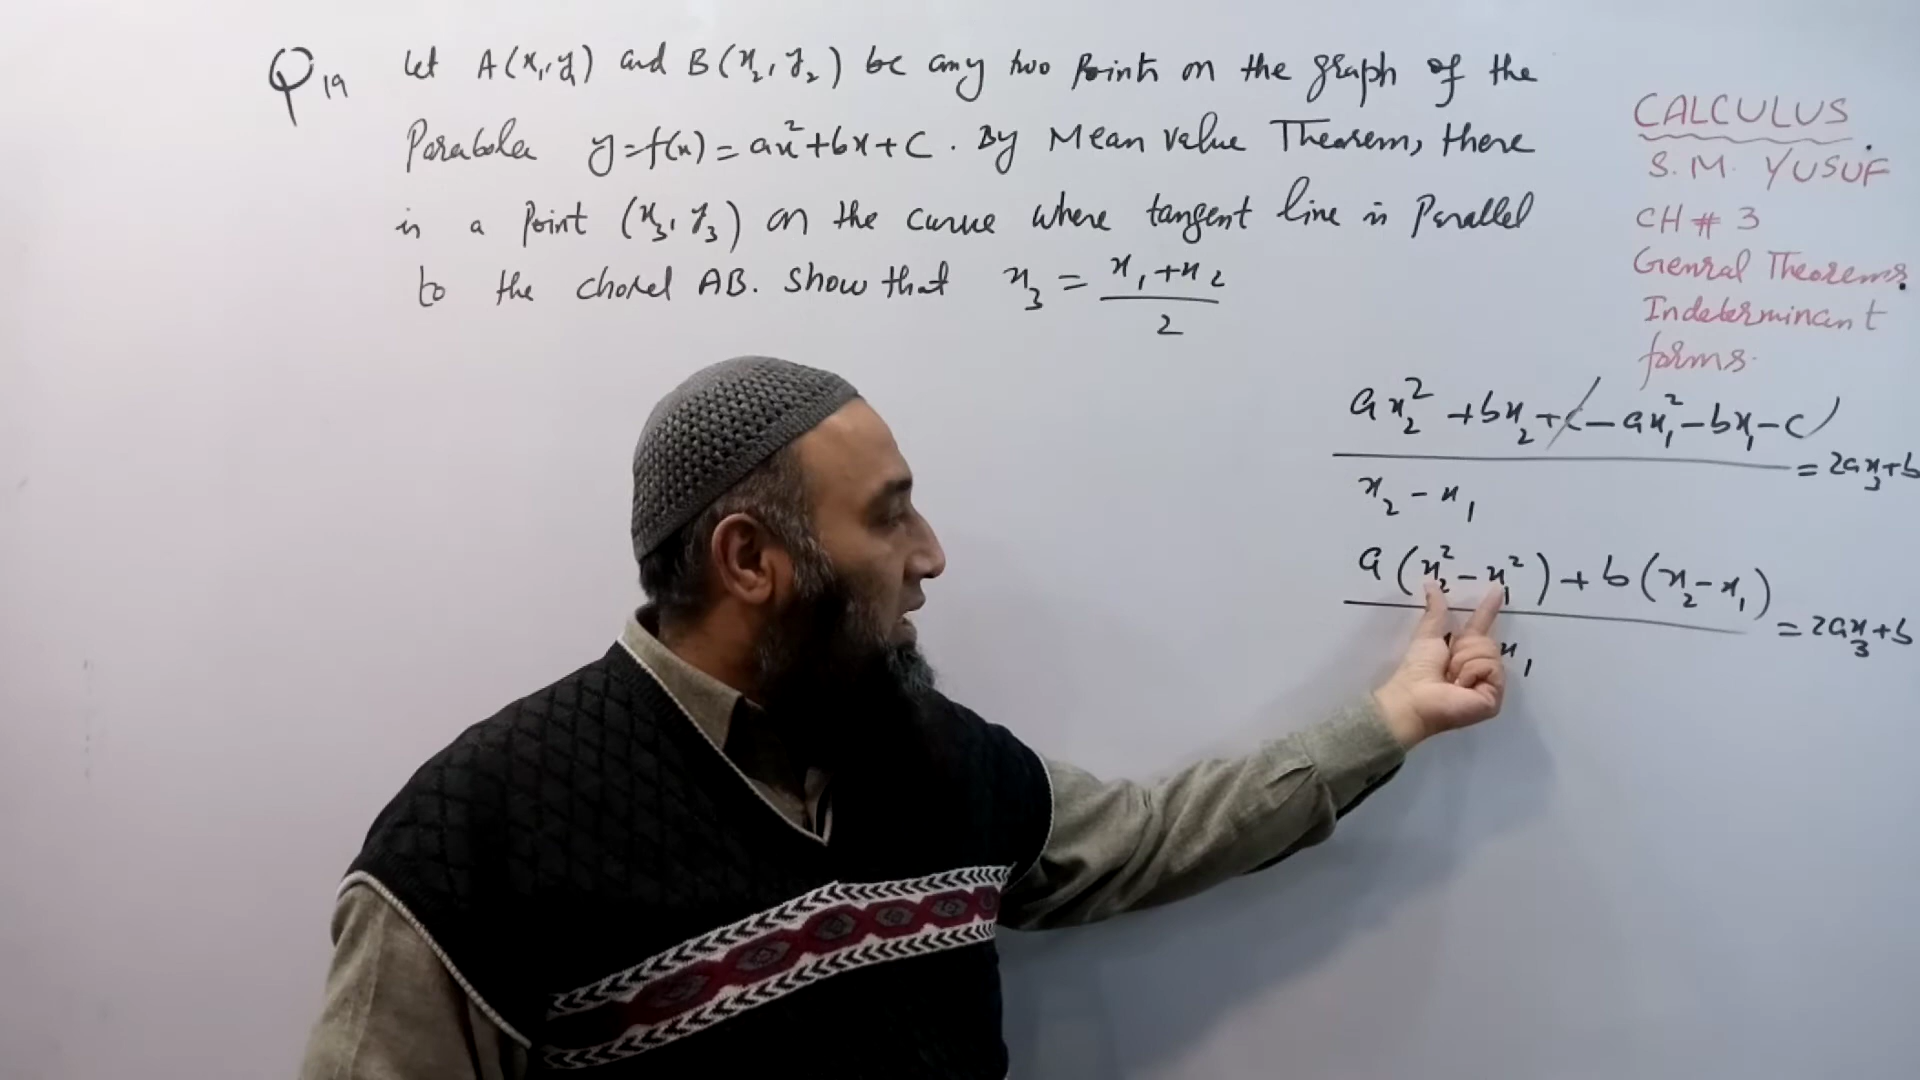 Q19 Let A(x₁, y₁) and B(x₂, y₂) be any two Points on the graph of the
Parabola y=f(x) = ax²+bx+c. By Mean value Theorem, there
is a Point (x₃, y₃) on the curve where tangent line is Parallel
to the chord AB. Show that x₃ = (x₁+x₂)/2
CALCULUS
S.M. YUSUF
CH # 3
Genral Theorems.
Indeterminant
forms.
ax₂² + bx₂ + c - ax₁² - bx₁ - c
= 2ax₃+b
x₂ - x₁
a(x₂² - x₁²) + b(x₂ - x₁)
= 2ax₃+b
x₁